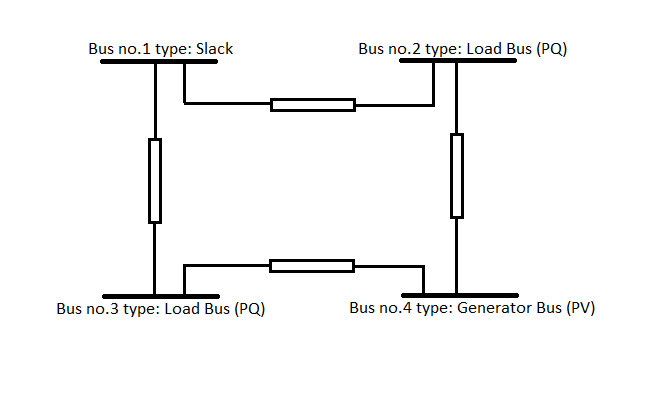 Bus no.1 type: Slack
Bus no.2 type: Load Bus (PQ)
Bus no.3 type: Load Bus (PQ)
Bus no.4 type: Generator Bus (PV)